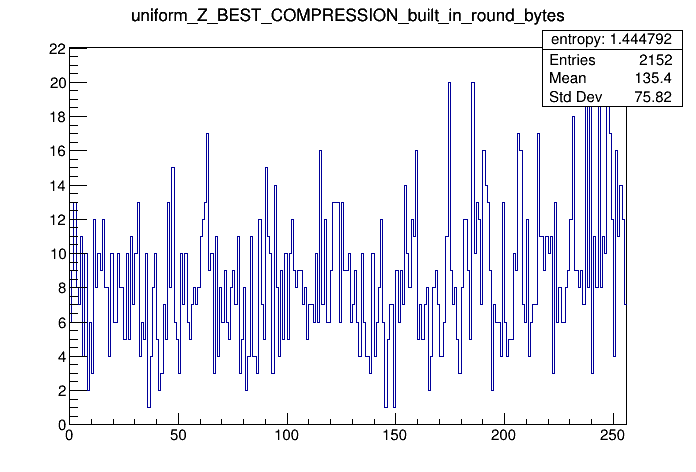 uniform_Z_BEST_COMPRESSION_built_in_round_bytes
entropy: 1.444792
Entries 2152
Mean 135.4
Std Dev 75.82
22
20
18
16
14
12
10
8
6
4
2
0
0 50 100 150 200 250